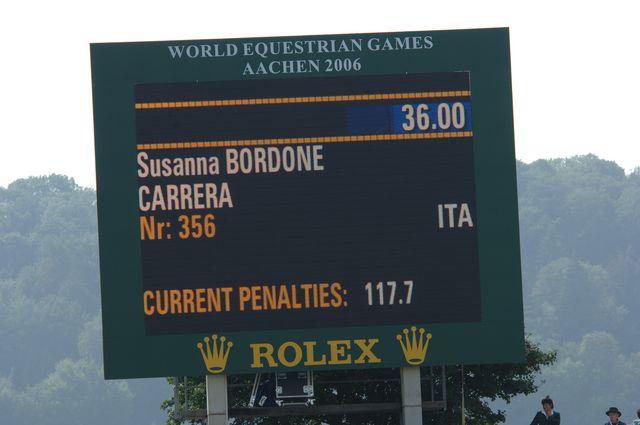 WORLD EQUESTRIAN GAMES
AACHEN 2006
36.00
Susanna BORDONE
CARRERA
Nr: 356 ITA
CURRENT PENALTIES: 117.7
ROLEX